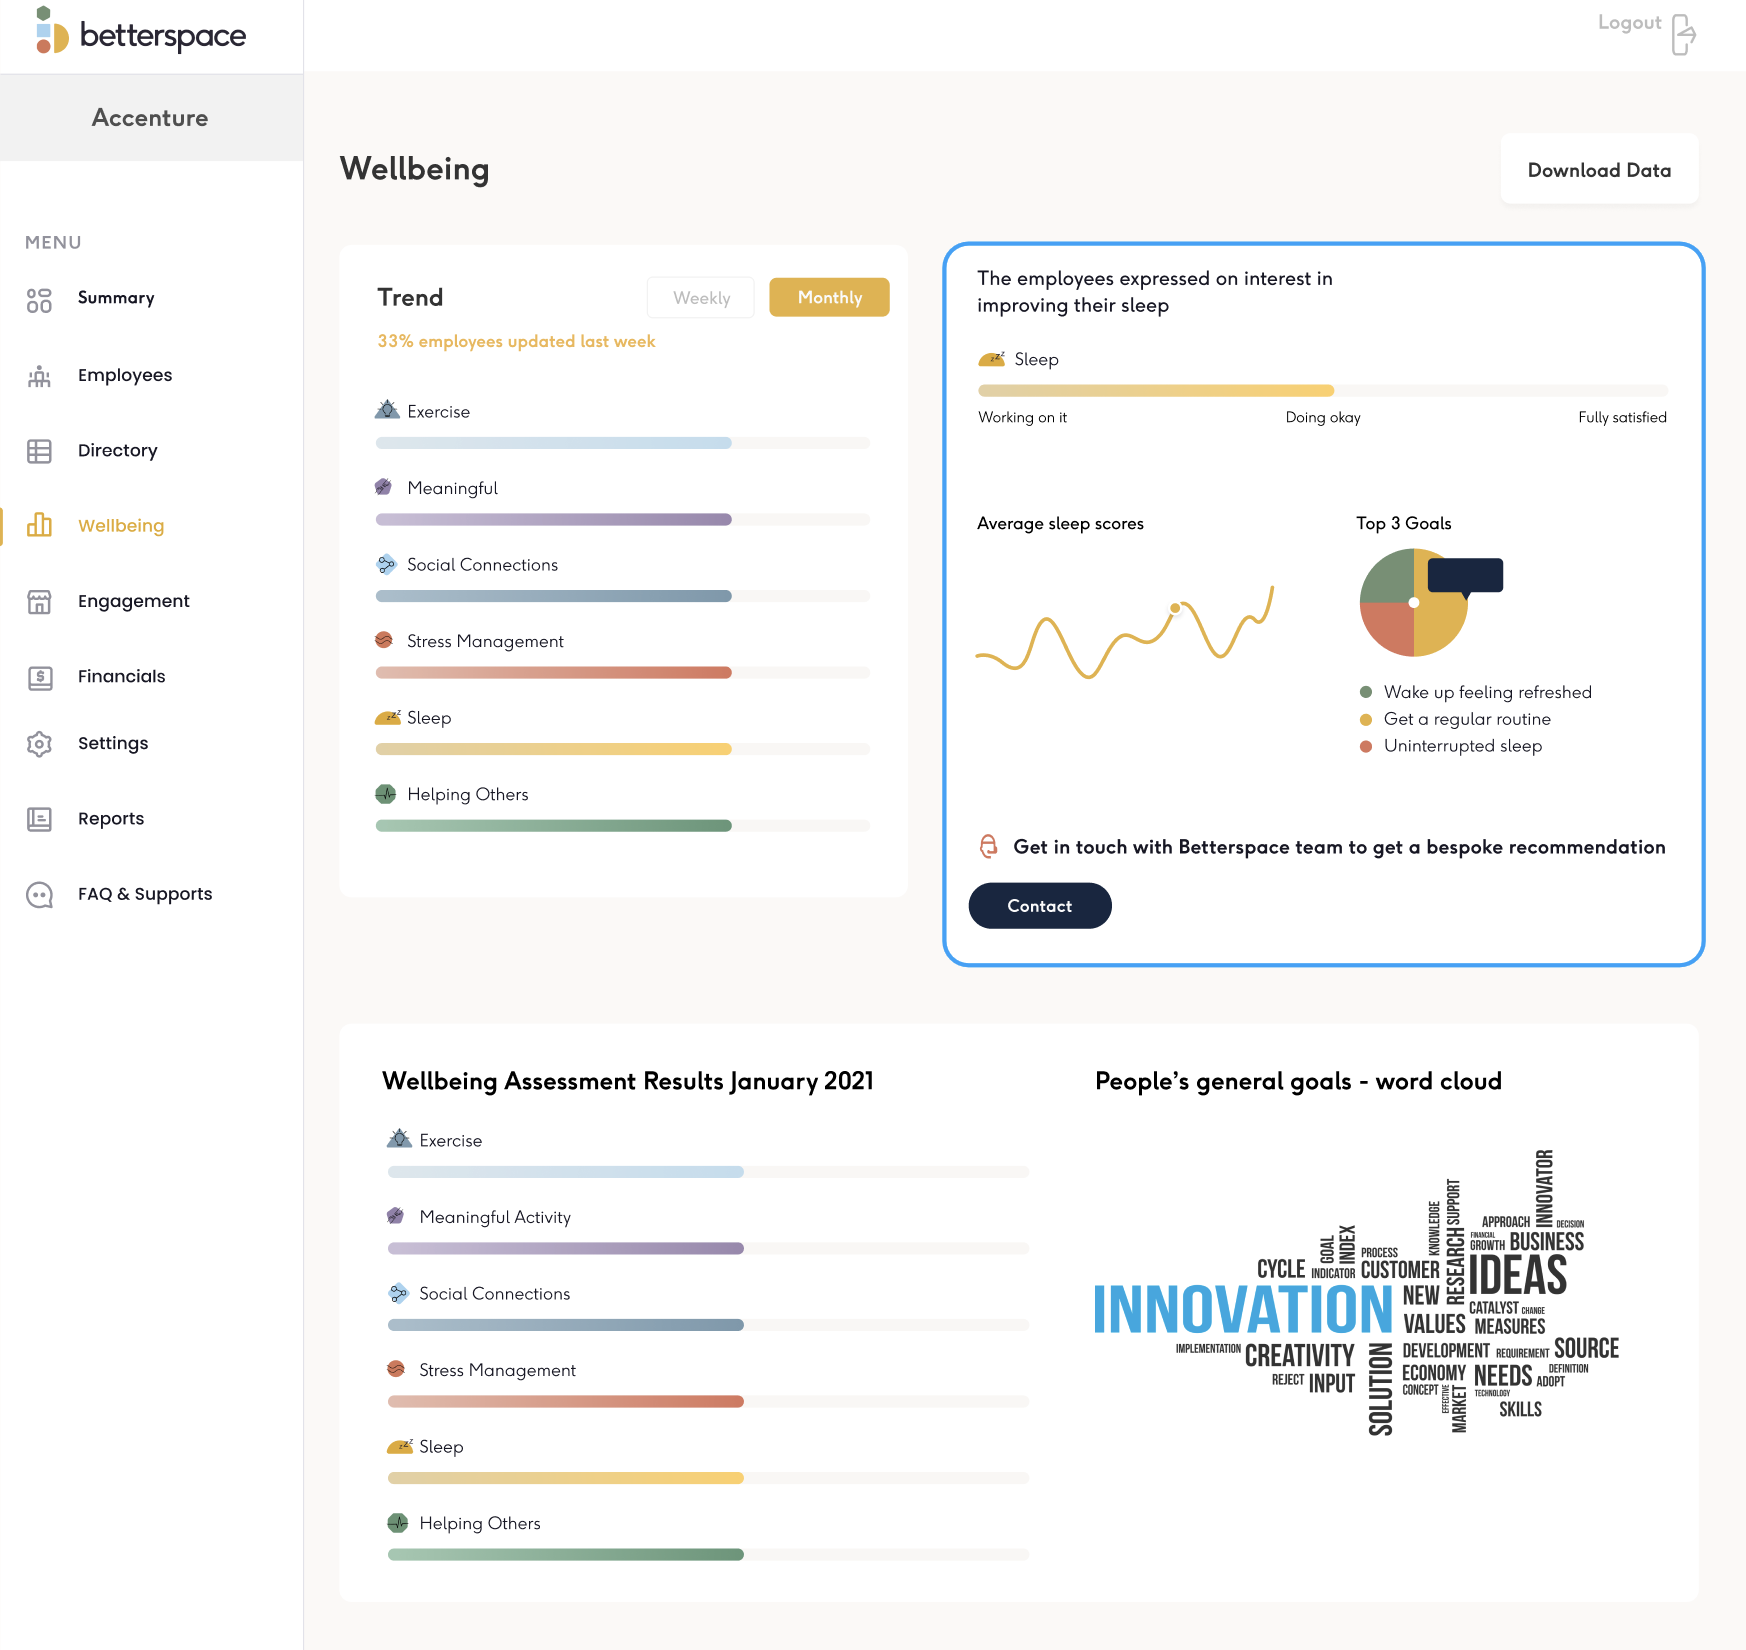 betterspace
Logout
Accenture
Wellbeing
Download Data
MENU
Summary
Employees
Directory
Wellbeing
Engagement
Financials
Settings
Reports
FAQ & Supports
Trend
Weekly
Monthly
33% employees updated last week
Exercise
Meaningful
Social Connections
Stress Management
zzz
Sleep
Helping Others
The employees expressed on interest in
improving their sleep
zzz
Sleep
Working on it
Doing okay
Fully satisfied
Average sleep scores
Top 3 Goals
Wake up feeling refreshed
Get a regular routine
Uninterrupted sleep
Get in touch with Betterspace team to get a bespoke recommendation
Contact
Wellbeing Assessment Results January 2021
Exercise
Meaningful Activity
Social Connections
Stress Management
zzz
Sleep
Helping Others
People’s general goals - word cloud
INNOVATOR
SUPPORT
KNOWLEDGE
APPROACH
DECISION
GOAL
INDEX
PROCESS
RESEARCH
FINANCIAL
GROWTH
BUSINESS
CYCLE
INDICATOR
CUSTOMER
IDEAS
INNOVATION
NEW
CATALYST
CHANGE
VALUES
MEASURES
IMPLEMENTATION
CREATIVITY
SOLUTION
DEVELOPMENT
REQUIREMENT
SOURCE
REJECT
INPUT
ECONOMY
NEEDS
DEFINITION
ADOPT
CONCEPT
EFFECTIVE
MARKET
TECHNOLOGY
SKILLS